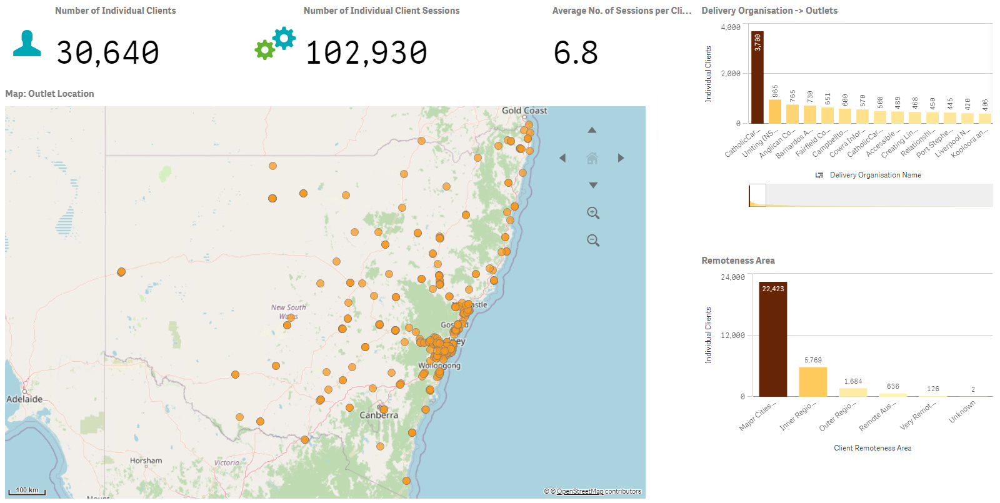 Number of Individual Clients
30,640
Number of Individual Client Sessions
102,930
Average No. of Sessions per Cli...
6.8
Map: Outlet Location
Gold Coast
New South
Wales
Wollongong
Adelaide
Canberra
Horsham
Victoria
100 km
© © OpenStreetMap contributors
Delivery Organisation -> Outlets
Individual Clients
4,000
2,000
0
3,700
965
765
730
651
600
570
508
489
468
450
445
420
406
CatholicCar...
Uniting (NS...
Anglican Co...
Barnardos A...
Fairfield Co...
Campbellto...
Cowra Infor...
CatholicCar...
Accessible ...
Creating Lin...
Relationshi...
Port Stephe...
Liverpool N...
Kooloora an...
Delivery Organisation Name
Remoteness Area
Individual Clients
24,000
12,000
0
22,423
5,769
1,684
636
126
2
Major Cities...
Inner Regio...
Outer Regio...
Remote Aus...
Very Remot...
Unknown
Client Remoteness Area